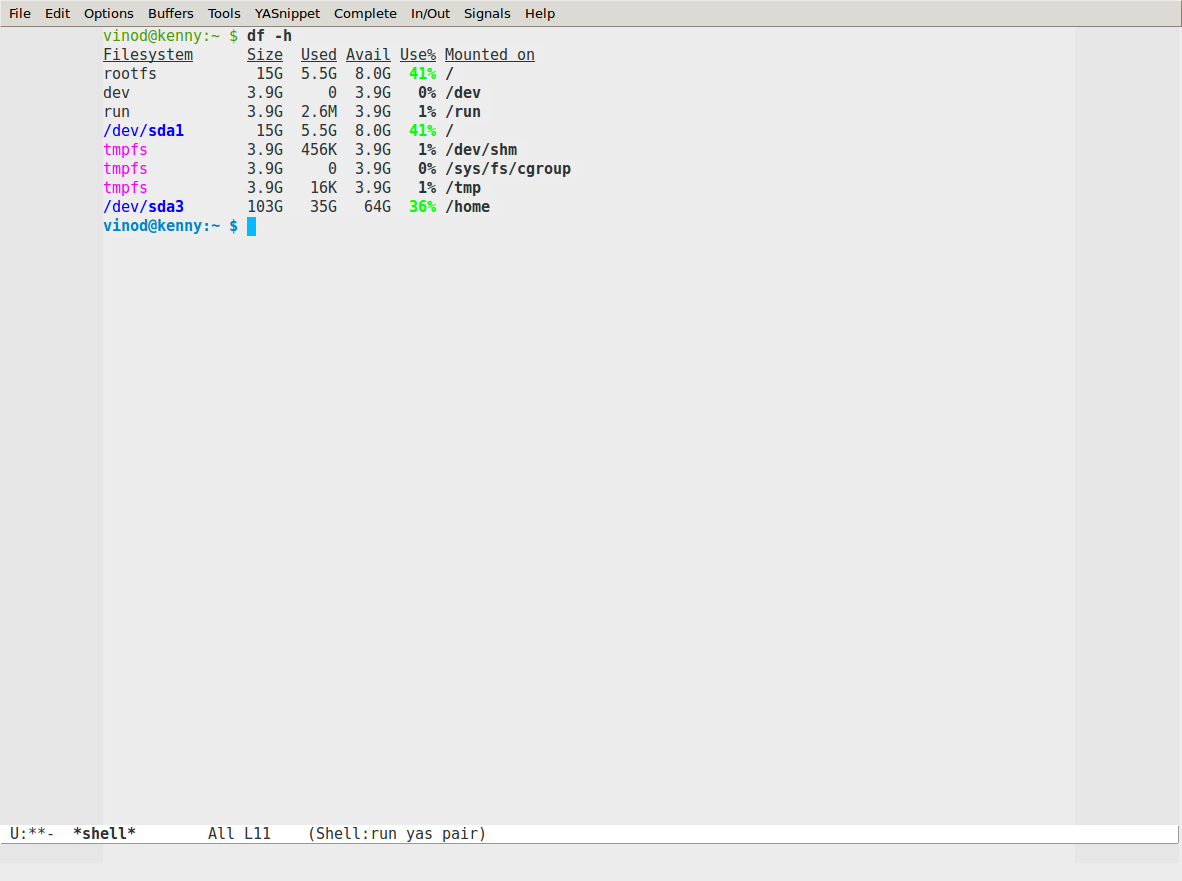 File Edit Options Buffers Tools YASnippet Complete In/Out Signals Help
vinod@kenny:~ $ df -h
Filesystem      Size  Used Avail Use% Mounted on
rootfs           15G  5.5G  8.0G  41% /
dev             3.9G     0  3.9G   0% /dev
run             3.9G  2.6M  3.9G   1% /run
/dev/sda1        15G  5.5G  8.0G  41% /
tmpfs           3.9G  456K  3.9G   1% /dev/shm
tmpfs           3.9G     0  3.9G   0% /sys/fs/cgroup
tmpfs           3.9G   16K  3.9G   1% /tmp
/dev/sda3       103G   35G   64G  36% /home
vinod@kenny:~ $
U:**-  *shell*        All L11    (Shell:run yas pair)